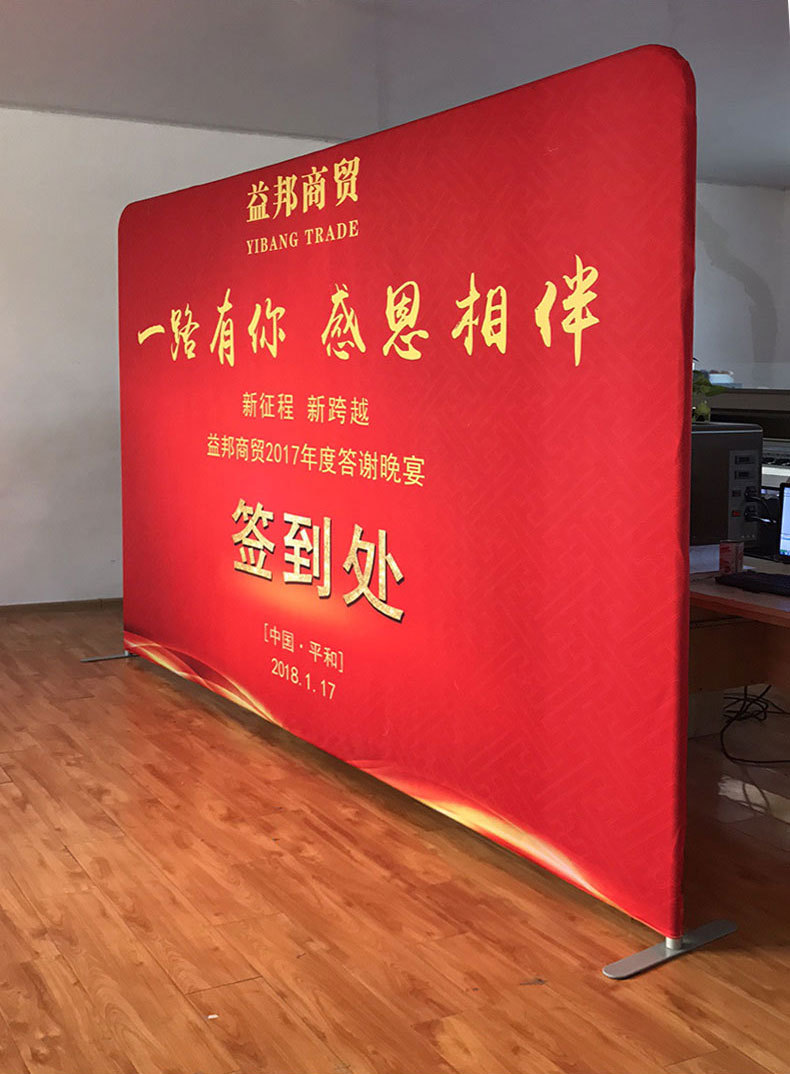 益邦商贸
YIBANG TRADE
一路有你 感恩相伴
新征程 新跨越
益邦商贸2017年度答谢晚宴
签到处
[中国·平和]
2018.1.17